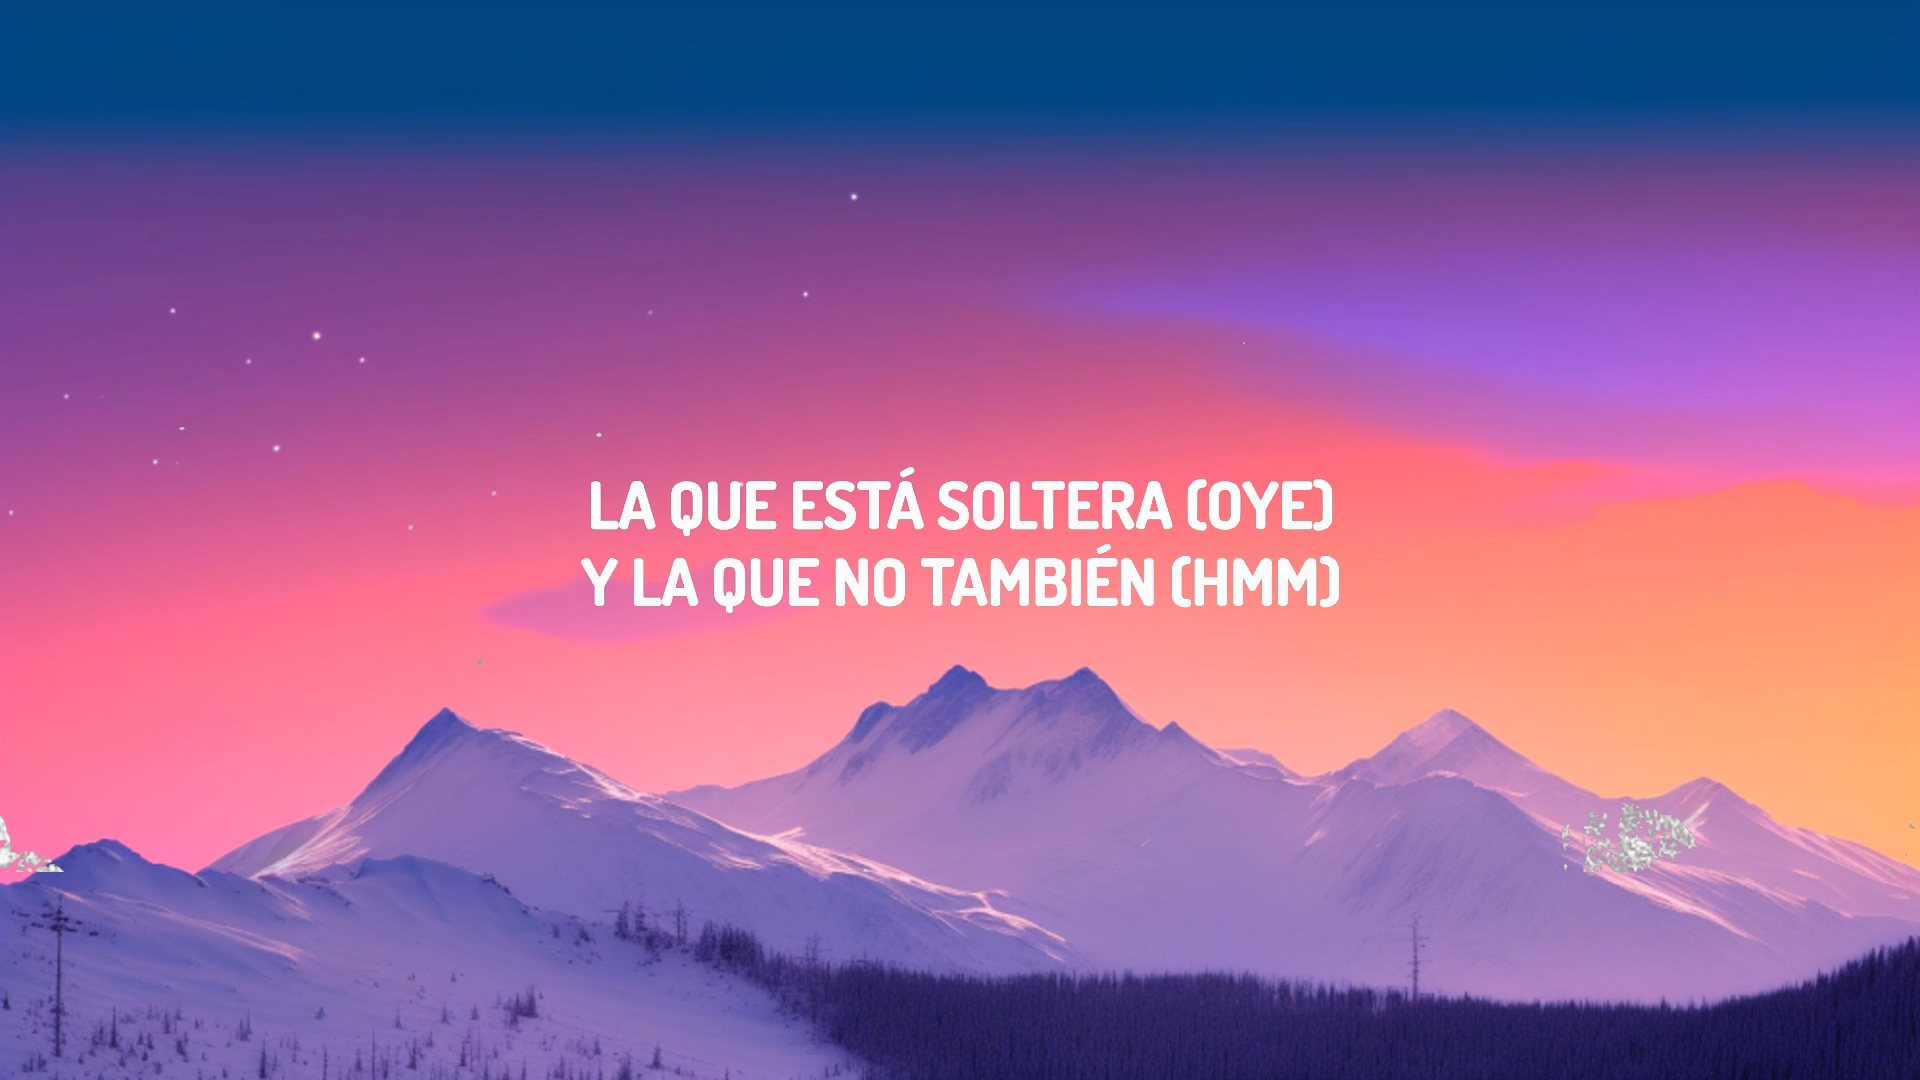 LA QUE ESTÁ SOLTERA (OYE)
Y LA QUE NO TAMBIÉN (HMM)